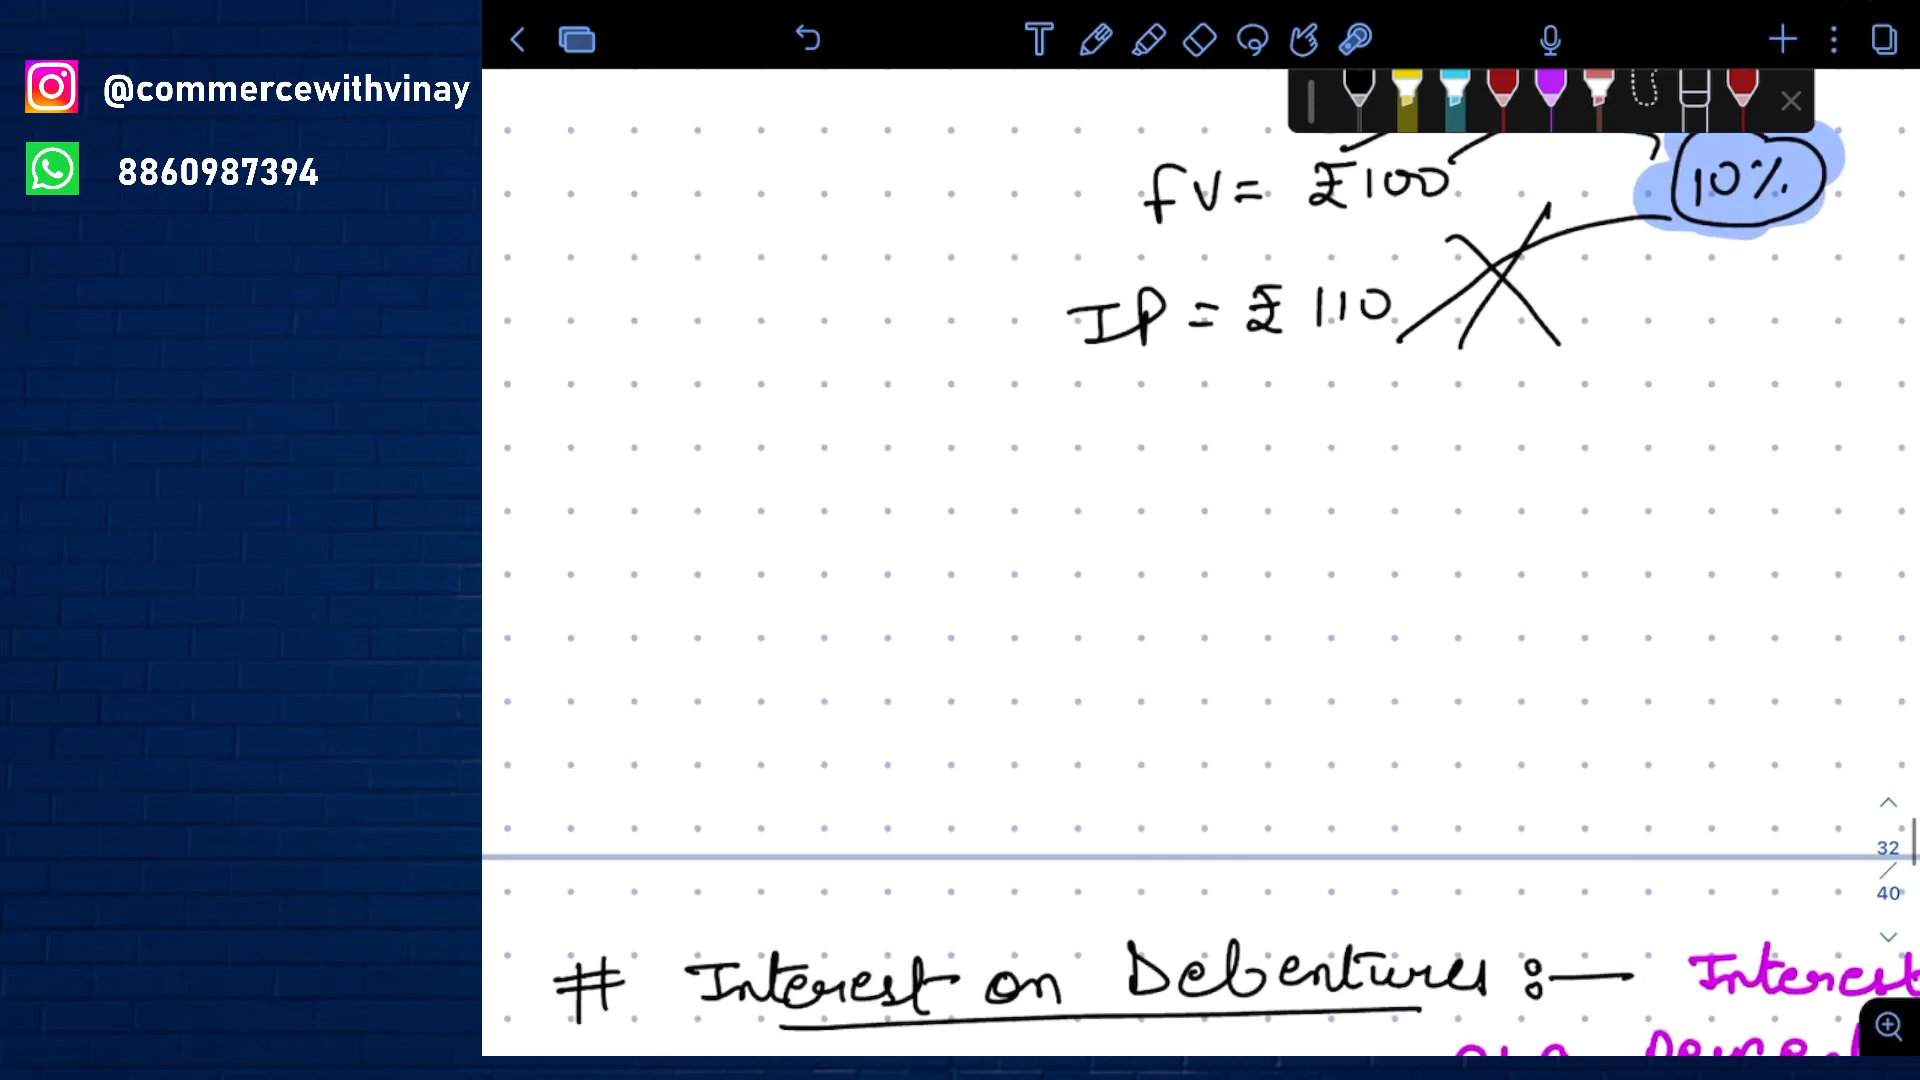 @commercewithvinay
8860987394
FV = ₹100 10%
IP = ₹ 110
32
40
# Interest on Debentures :— Interest